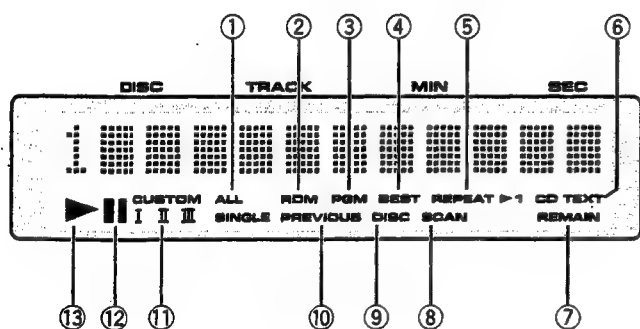 ① ② ③ ④ ⑤ ⑥
DISC TRACK MIN SEC
1
CUSTOM ALL RDM PGM BEST REPEAT ▶ 1 CD TEXT
I II III SINGLE PREVIOUS DISC SCAN REMAIN
⑬ ⑫ ⑪ ⑩ ⑨ ⑧ ⑦